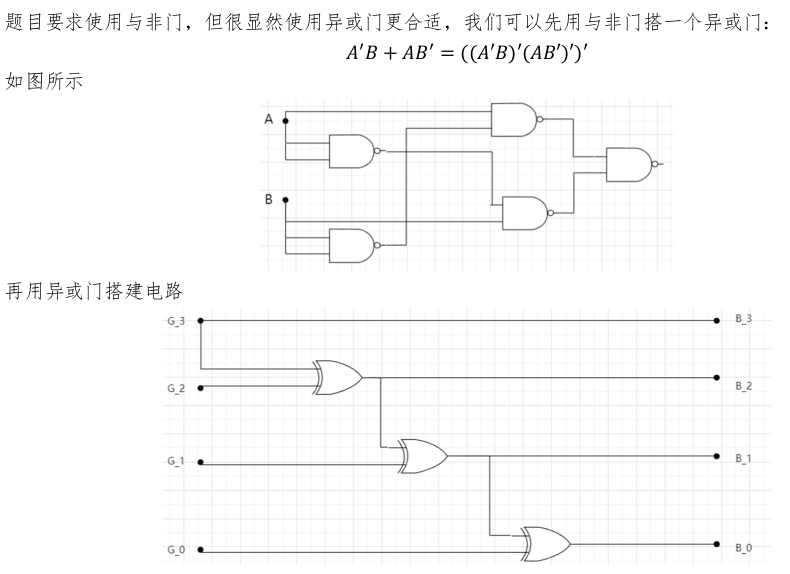 题目要求使用与非门，但很显然使用异或门更合适，我们可以先用与非门搭一个异或门：
A′B + AB′ = ((A′B)′(AB′)′)′
如图所示
A
B
再用异或门搭建电路
G_3 B_3
G_2 B_2
G_1 B_1
G_0 B_0